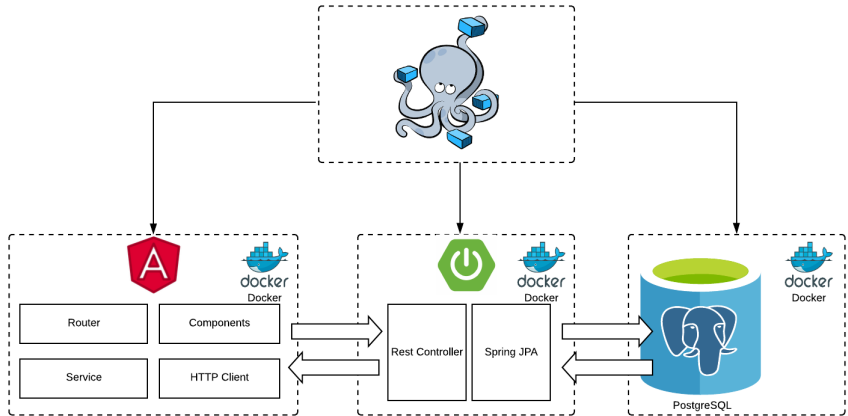 A
docker
Docker
docker
Docker
docker
Docker
Router
Components
Service
HTTP Client
Rest Controller
Spring JPA
PostgreSQL